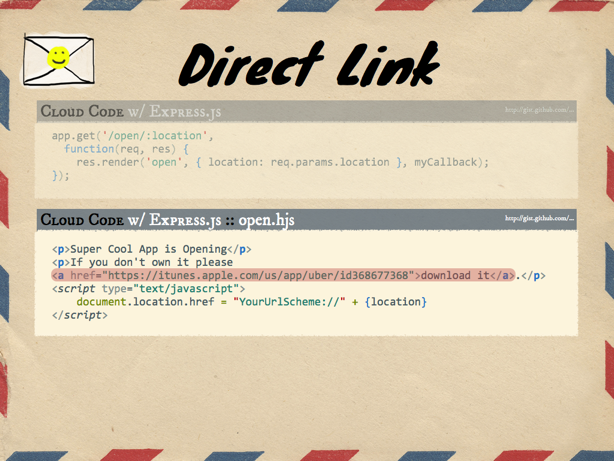 Direct Link
Cloud Code w/ Express.js http://gist.github.com/...
app.get('/open/:location',
function(req, res) {
res.render('open', { location: req.params.location }, myCallback);
});
Cloud Code w/ Express.js :: open.hjs http://gist.github.com/...
<p>Super Cool App is Opening</p>
<p>If you don't own it please
<a href="https://itunes.apple.com/us/app/uber/id368677368">download it</a>.</p>
<script type="text/javascript">
document.location.href = "YourUrlScheme://" + {location}
</script>